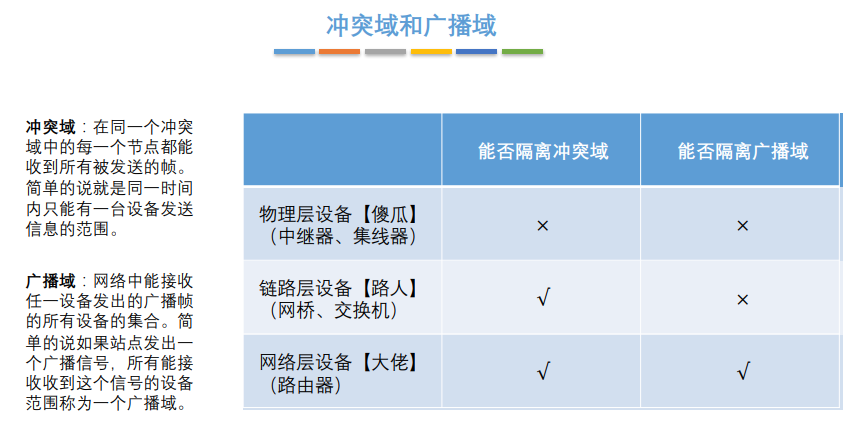 冲突域和广播域
冲突域：在同一个冲突
域中的每一个节点都能
收到所有被发送的帧。
简单的说就是同一时间
内只能有一台设备发送
信息的范围。
广播域：网络中能接收
任一设备发出的广播帧
的所有设备的集合。简
单的说如果站点发出一
个广播信号，所有能接
收收到这个信号的设备
范围称为一个广播域。
能否隔离冲突域 能否隔离广播域
物理层设备【傻瓜】
（中继器、集线器） × ×
链路层设备【路人】
（网桥、交换机） √ ×
网络层设备【大佬】
（路由器） √ √